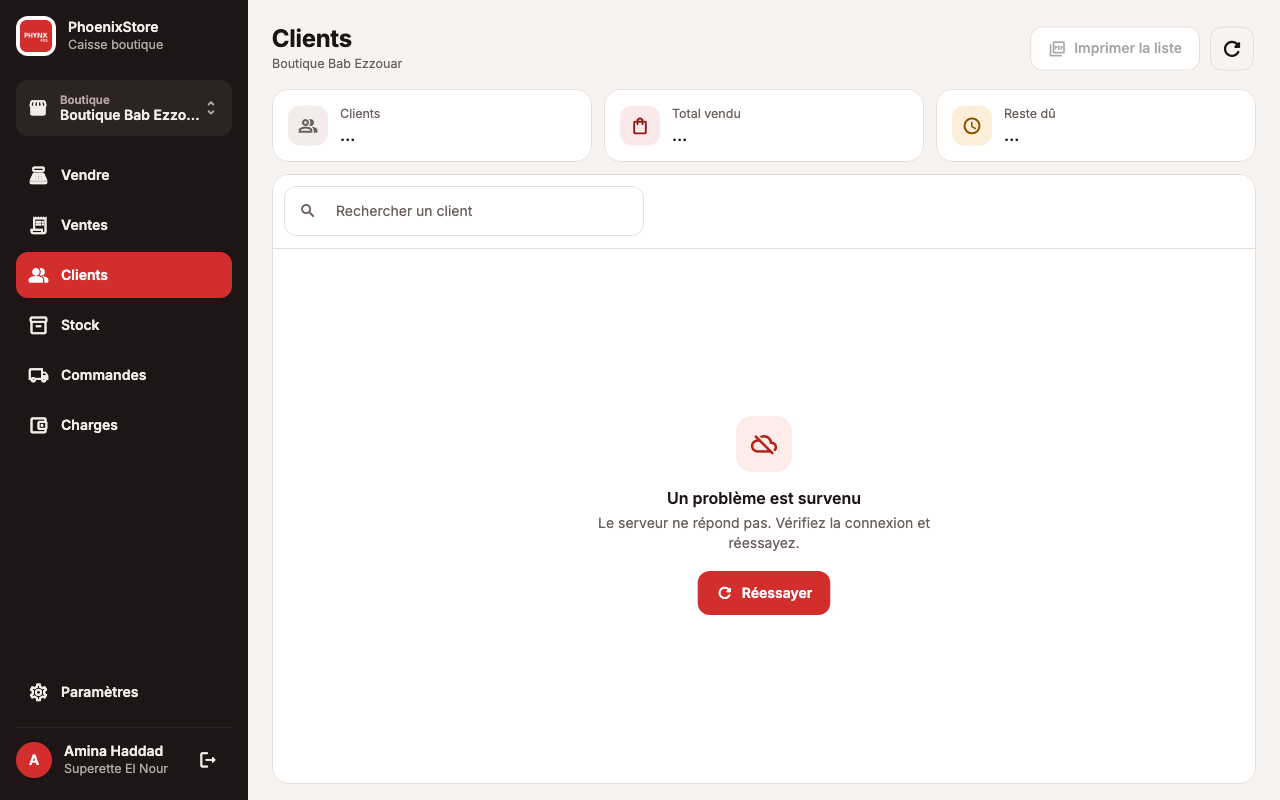 PHYNX
POS
PhoenixStore
Caisse boutique
Boutique
Boutique Bab Ezzo...
Vendre
Ventes
Clients
Stock
Commandes
Charges
Paramètres
A
Amina Haddad
Superette El Nour
Clients
Boutique Bab Ezzouar
Imprimer la liste
Clients
...
Total vendu
...
Reste dû
...
Rechercher un client
Un problème est survenu
Le serveur ne répond pas. Vérifiez la connexion et
réessayez.
Réessayer